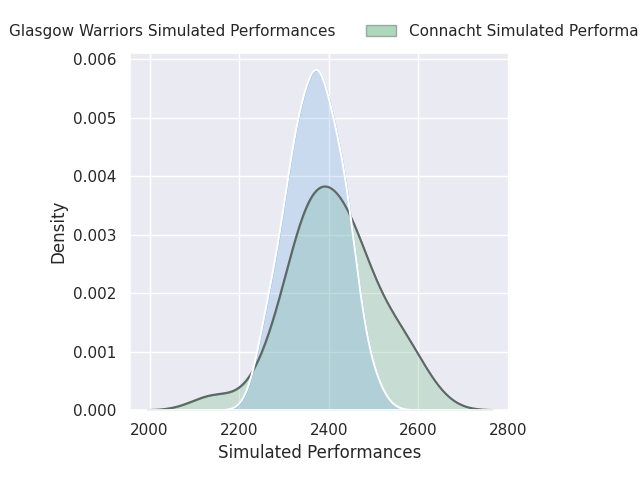 Glasgow Warriors Simulated Performances
Connacht Simulated Performa
0.006
0.005
0.004
0.003
0.002
0.001
0.000
Density
2000 2200 2400 2600 2800
Simulated Performances